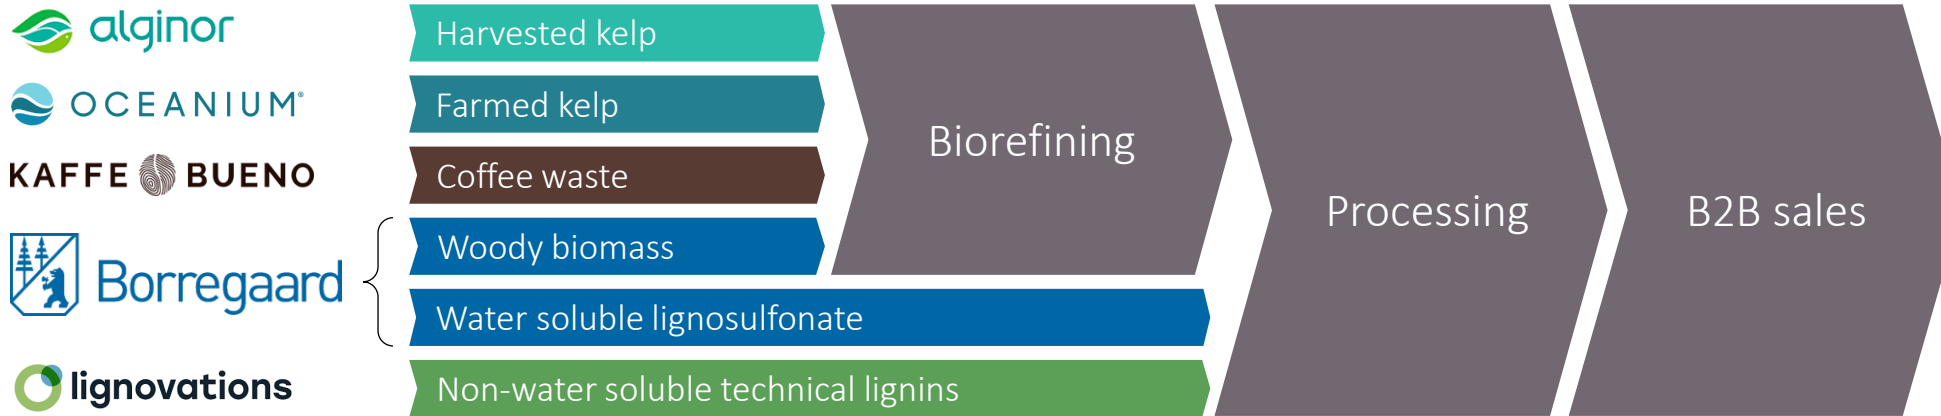 alginor
Harvested kelp
OCEANIUM®
Farmed kelp
KAFFE BUENO
Coffee waste
Borregaard
Woody biomass
Water soluble lignosulfonate
lignovations
Non-water soluble technical lignins
Biorefining
Processing
B2B sales